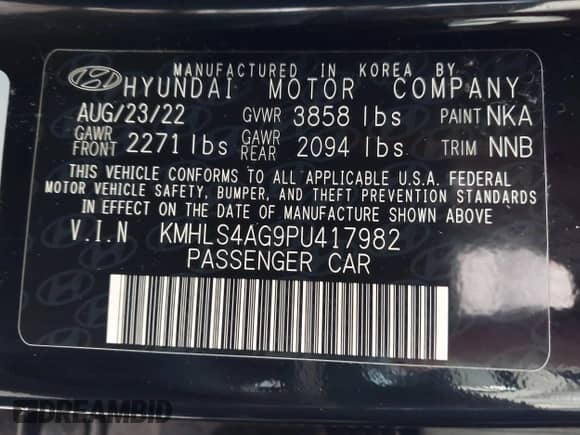 MANUFACTURED IN KOREA BY
HYUNDAI MOTOR COMPANY
AUG/23/22 GVWR 3858 lbs PAINT NKA
GAWR FRONT 2271 lbs GAWR REAR 2094 lbs TRIM NNB
THIS VEHICLE CONFORMS TO ALL APPLICABLE U.S.A. FEDERAL
MOTOR VEHICLE SAFETY, BUMPER, AND THEFT PREVENTION STANDARDS
IN EFFECT ON THE DATE OF MANUFACTURE SHOWN ABOVE.
V.I.N KMHLS4AG9PU417982
PASSENGER CAR
DREAMBID